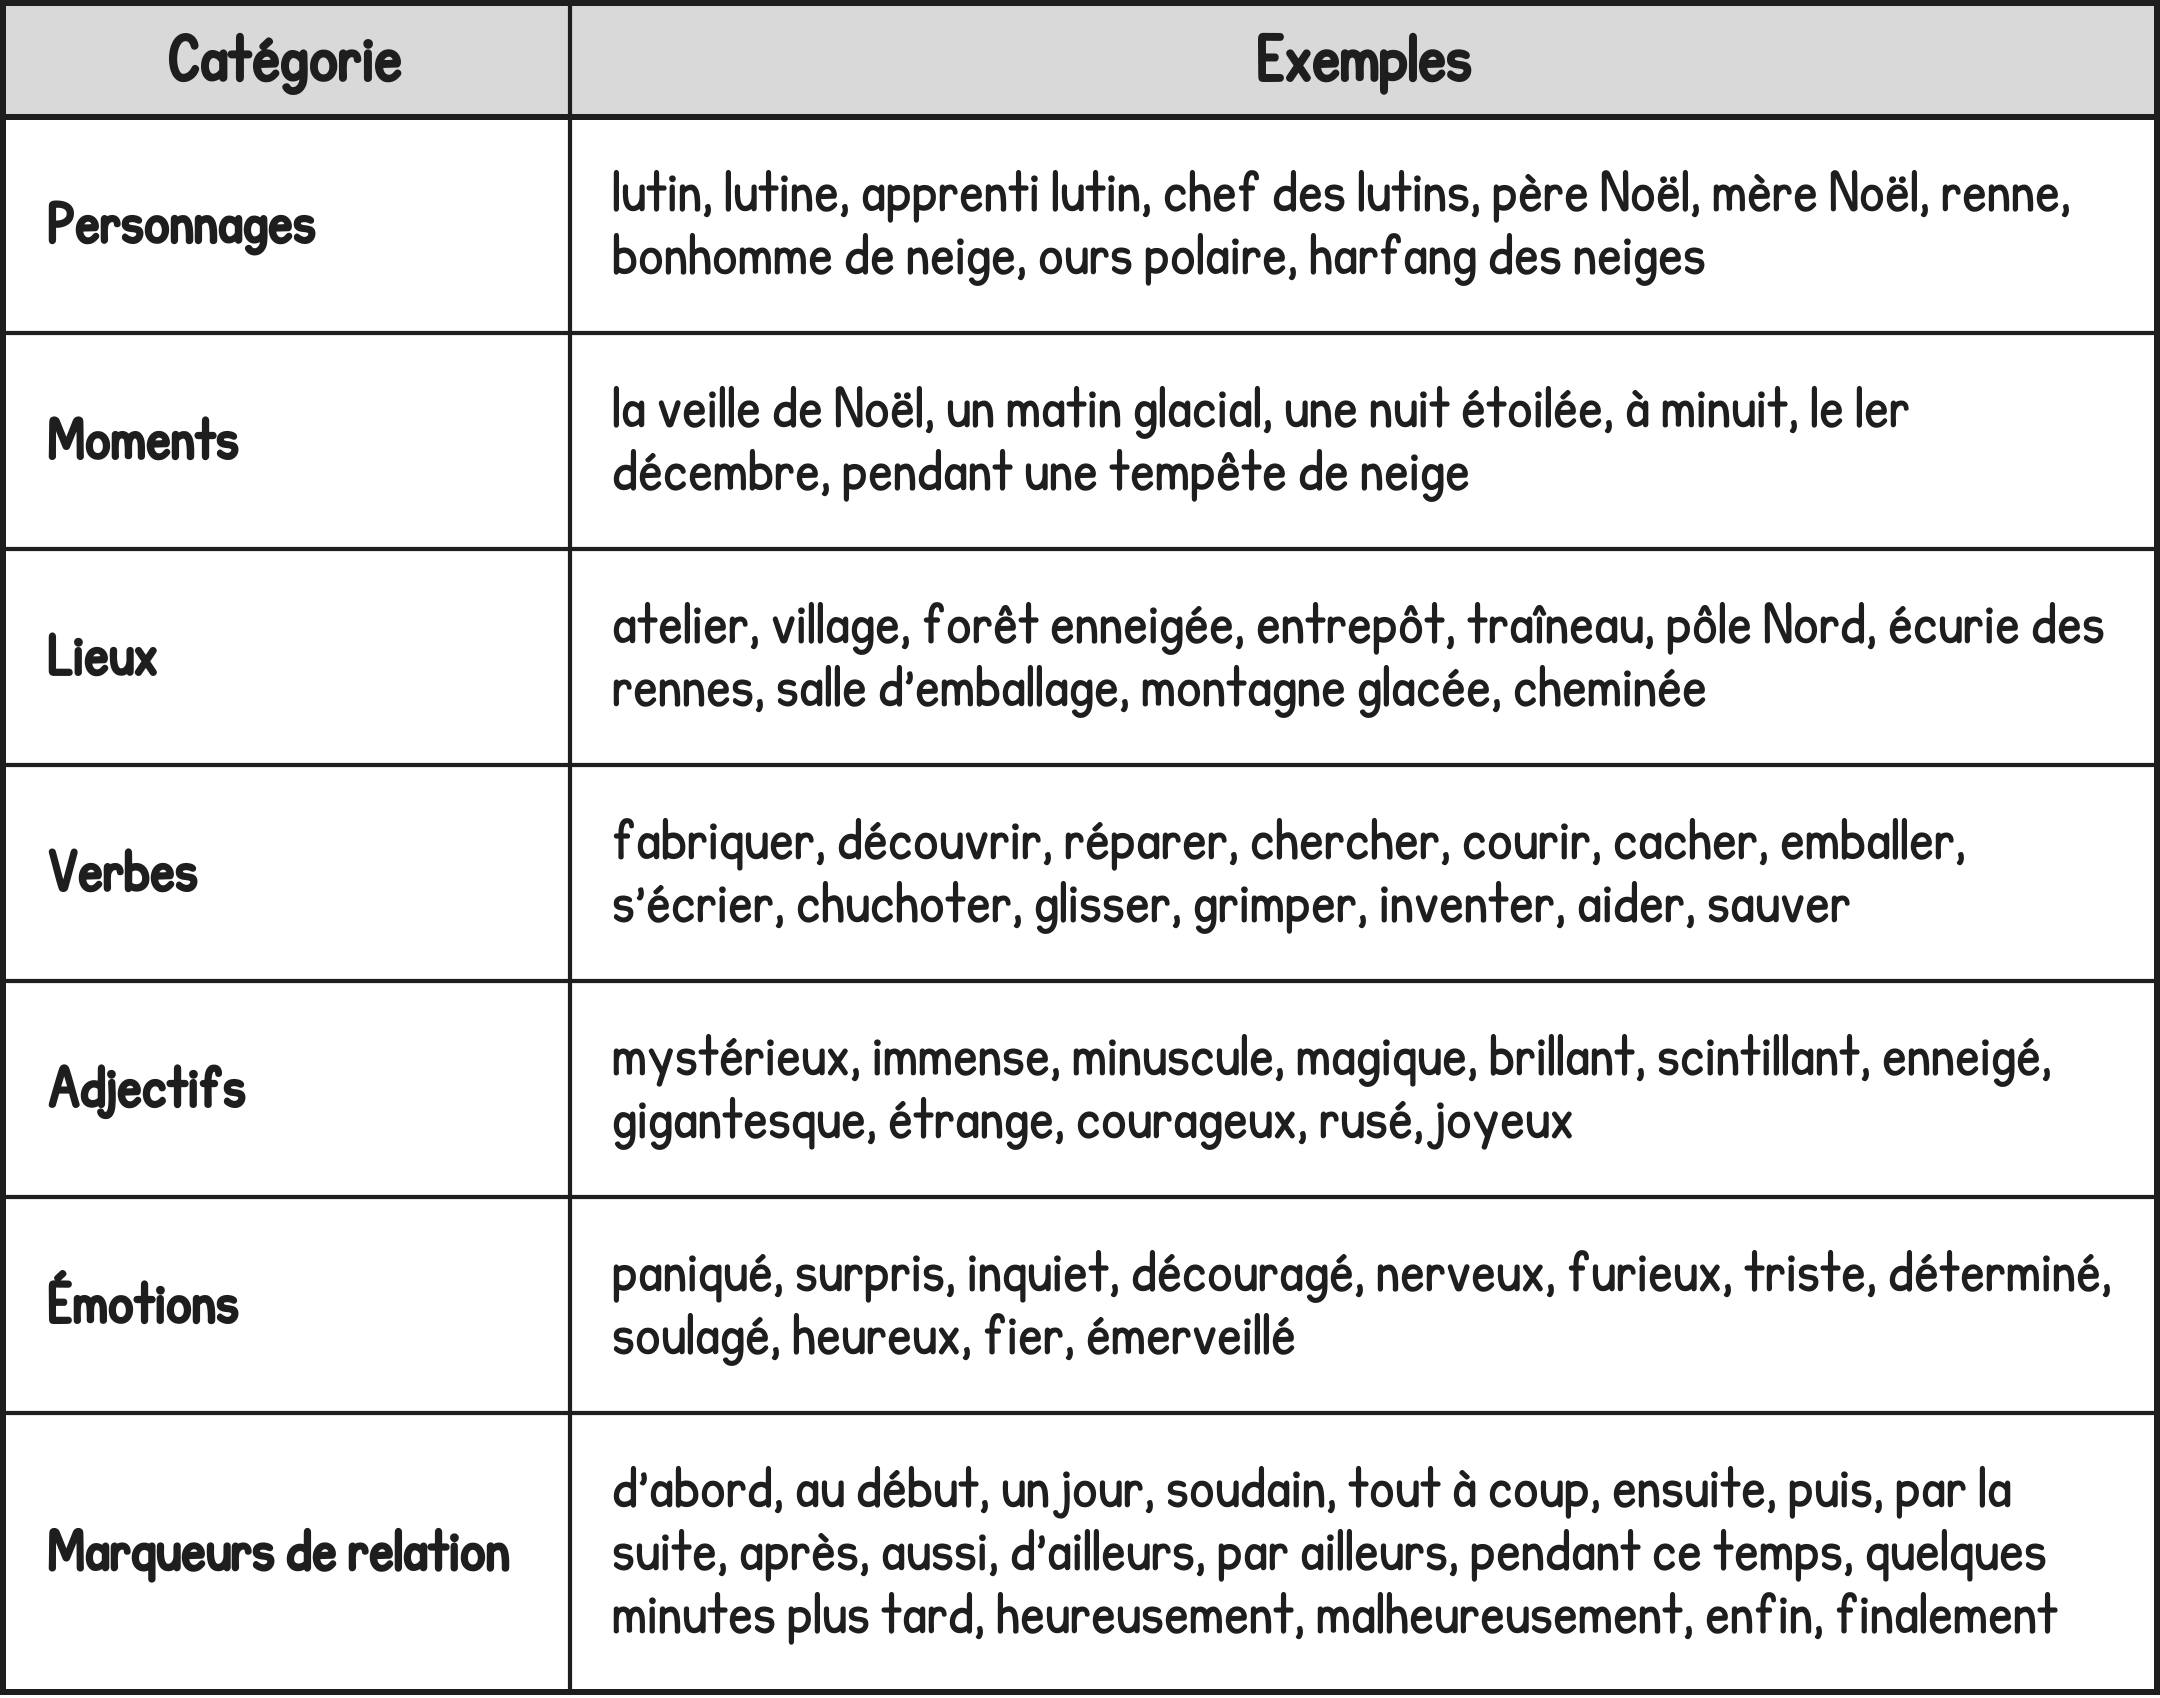 Catégorie
Exemples
Personnages
lutin, lutine, apprenti lutin, chef des lutins, père Noël, mère Noël, renne,
bonhomme de neige, ours polaire, harfang des neiges
Moments
la veille de Noël, un matin glacial, une nuit étoilée, à minuit, le 1er
décembre, pendant une tempête de neige
Lieux
atelier, village, forêt enneigée, entrepôt, traîneau, pôle Nord, écurie des
rennes, salle d'emballage, montagne glacée, cheminée
Verbes
fabriquer, découvrir, réparer, chercher, courir, cacher, emballer,
s'écrier, chuchoter, glisser, grimper, inventer, aider, sauver
Adjectifs
mystérieux, immense, minuscule, magique, brillant, scintillant, enneigé,
gigantesque, étrange, courageux, rusé, joyeux
Émotions
paniqué, surpris, inquiet, découragé, nerveux, furieux, triste, déterminé,
soulagé, heureux, fier, émerveillé
Marqueurs de relation
d'abord, au début, un jour, soudain, tout à coup, ensuite, puis, par la
suite, après, aussi, d'ailleurs, par ailleurs, pendant ce temps, quelques
minutes plus tard, heureusement, malheureusement, enfin, finalement